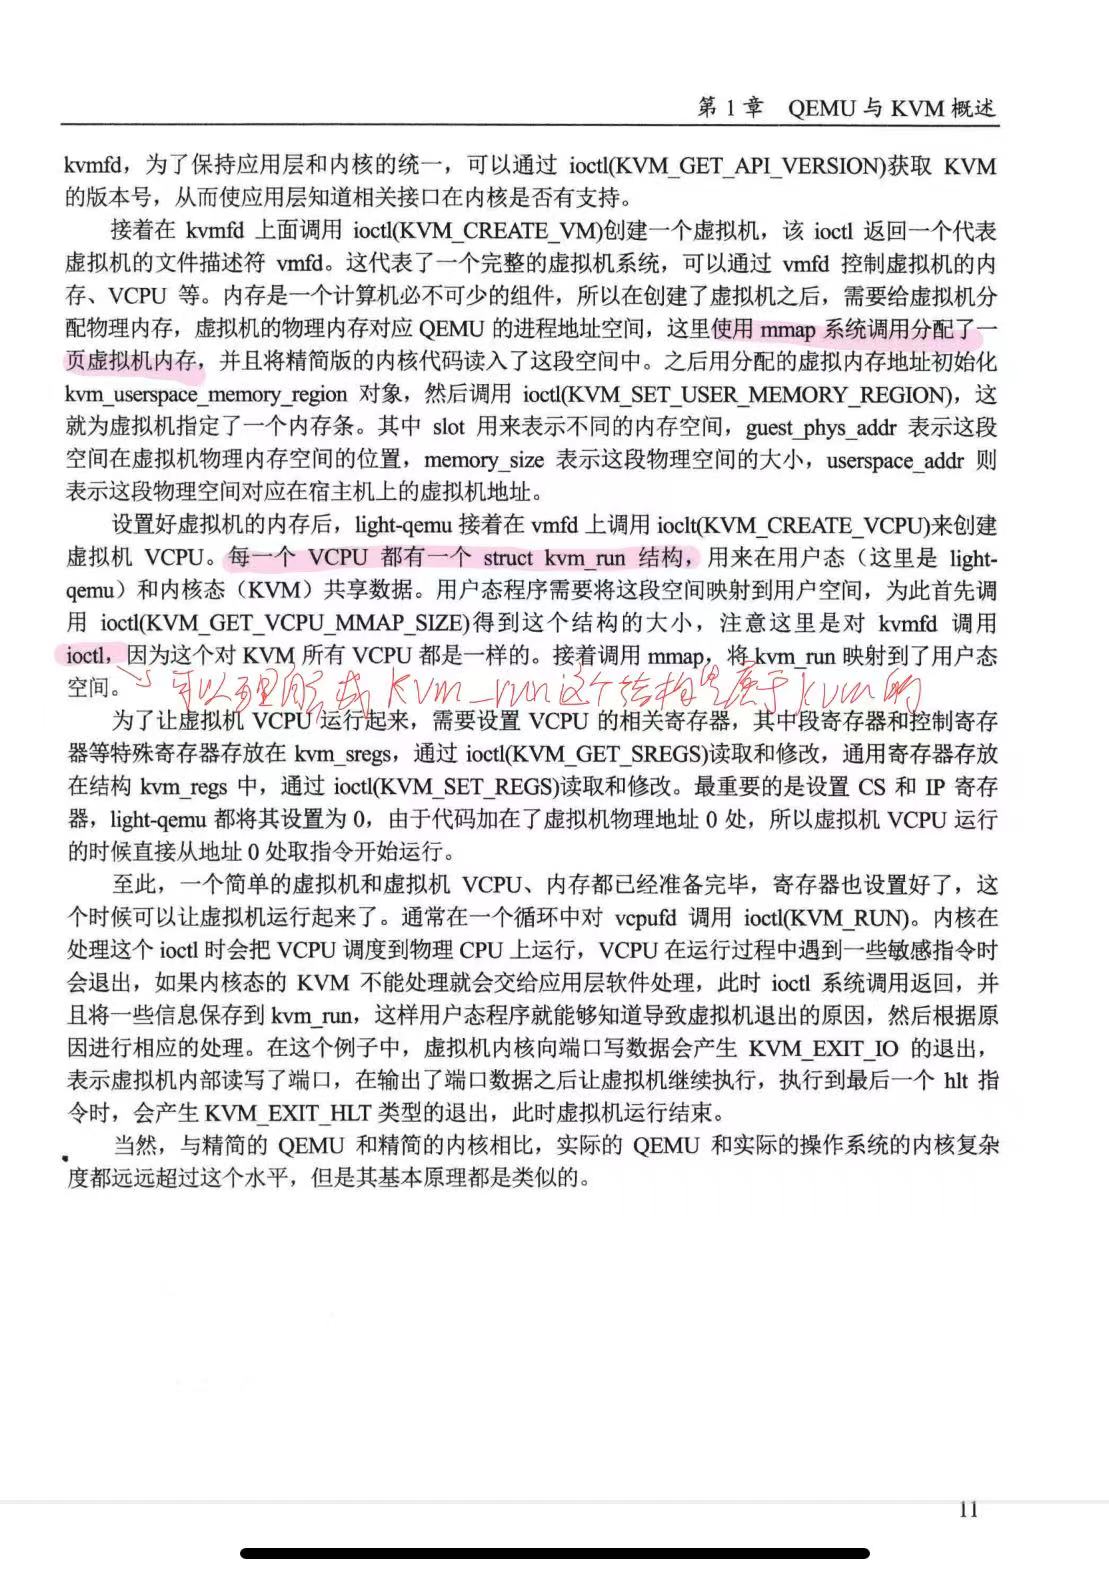 第 1 章 QEMU 与 KVM 概述
kvmfd，为了保持应用层和内核的统一，可以通过 ioctl(KVM_GET_API_VERSION)获取 KVM
的版本号，从而使应用层知道相关接口在内核是否有支持。
接着在 kvmfd 上面调用 ioctl(KVM_CREATE_VM)创建一个虚拟机，该 ioctl 返回一个代表
虚拟机的文件描述符 vmfd。这代表了一个完整的虚拟机系统，可以通过 vmfd 控制虚拟机的内
存、VCPU 等。内存是一个计算机必不可少的组件，所以在创建了虚拟机之后，需要给虚拟机分
配物理内存，虚拟机的物理内存对应 QEMU 的进程地址空间，这里使用 mmap 系统调用分配了一
页虚拟机内存，并且将精简版的内核代码读入了这段空间中。之后用分配的虚拟内存地址初始化
kvm_userspace_memory_region 对象，然后调用 ioctl(KVM_SET_USER_MEMORY_REGION)，这
就为虚拟机指定了一个内存条。其中 slot 用来表示不同的内存空间，guest_phys_addr 表示这段
空间在虚拟机物理内存空间的位置，memory_size 表示这段物理空间的大小，userspace_addr 则
表示这段物理空间对应在宿主机上的虚拟机地址。
设置好虚拟机的内存后，light-qemu 接着在 vmfd 上调用 ioclt(KVM_CREATE_VCPU)来创建
虚拟机 VCPU。每一个 VCPU 都有一个 struct kvm_run 结构，用来在用户态（这里是 light-
qemu）和内核态（KVM）共享数据。用户态程序需要将这段空间映射到用户空间，为此首先调
用 ioctl(KVM_GET_VCPU_MMAP_SIZE)得到这个结构的大小，注意这里是对 kvmfd 调用
ioctl，因为这个对 KVM 所有 VCPU 都是一样的。接着调用 mmap，将 kvm_run 映射到了用户态
空间。
可以理解成 kvm_run这个结构是属于kvm的
为了让虚拟机 VCPU 运行起来，需要设置 VCPU 的相关寄存器，其中段寄存器和控制寄存
器等特殊寄存器存放在 kvm_sregs，通过 ioctl(KVM_GET_SREGS)读取和修改，通用寄存器存放
在结构 kvm_regs 中，通过 ioctl(KVM_SET_REGS)读取和修改。最重要的是设置 CS 和 IP 寄存
器，light-qemu 都将其设置为 0，由于代码加在了虚拟机物理地址 0 处，所以虚拟机 VCPU 运行
的时候直接从地址 0 处取指令开始运行。
至此，一个简单的虚拟机和虚拟机 VCPU、内存都已经准备完毕，寄存器也设置好了，这
个时候可以让虚拟机运行起来了。通常在一个循环中对 vcpufd 调用 ioctl(KVM_RUN)。内核在
处理这个 ioctl 时会把 VCPU 调度到物理 CPU 上运行，VCPU 在运行过程中遇到一些敏感指令时
会退出，如果内核态的 KVM 不能处理就会交给应用层软件处理，此时 ioctl 系统调用返回，并
且将一些信息保存到 kvm_run，这样用户态程序就能够知道导致虚拟机退出的原因，然后根据原
因进行相应的处理。在这个例子中，虚拟机内核向端口写数据会产生 KVM_EXIT_IO 的退出，
表示虚拟机内部读写了端口，在输出了端口数据之后让虚拟机继续执行，执行到最后一个 hlt 指
令时，会产生 KVM_EXIT_HLT 类型的退出，此时虚拟机运行结束。
当然，与精简的 QEMU 和精简的内核相比，实际的 QEMU 和实际的操作系统的内核复杂
度都远远超过这个水平，但是其基本原理都是类似的。
11